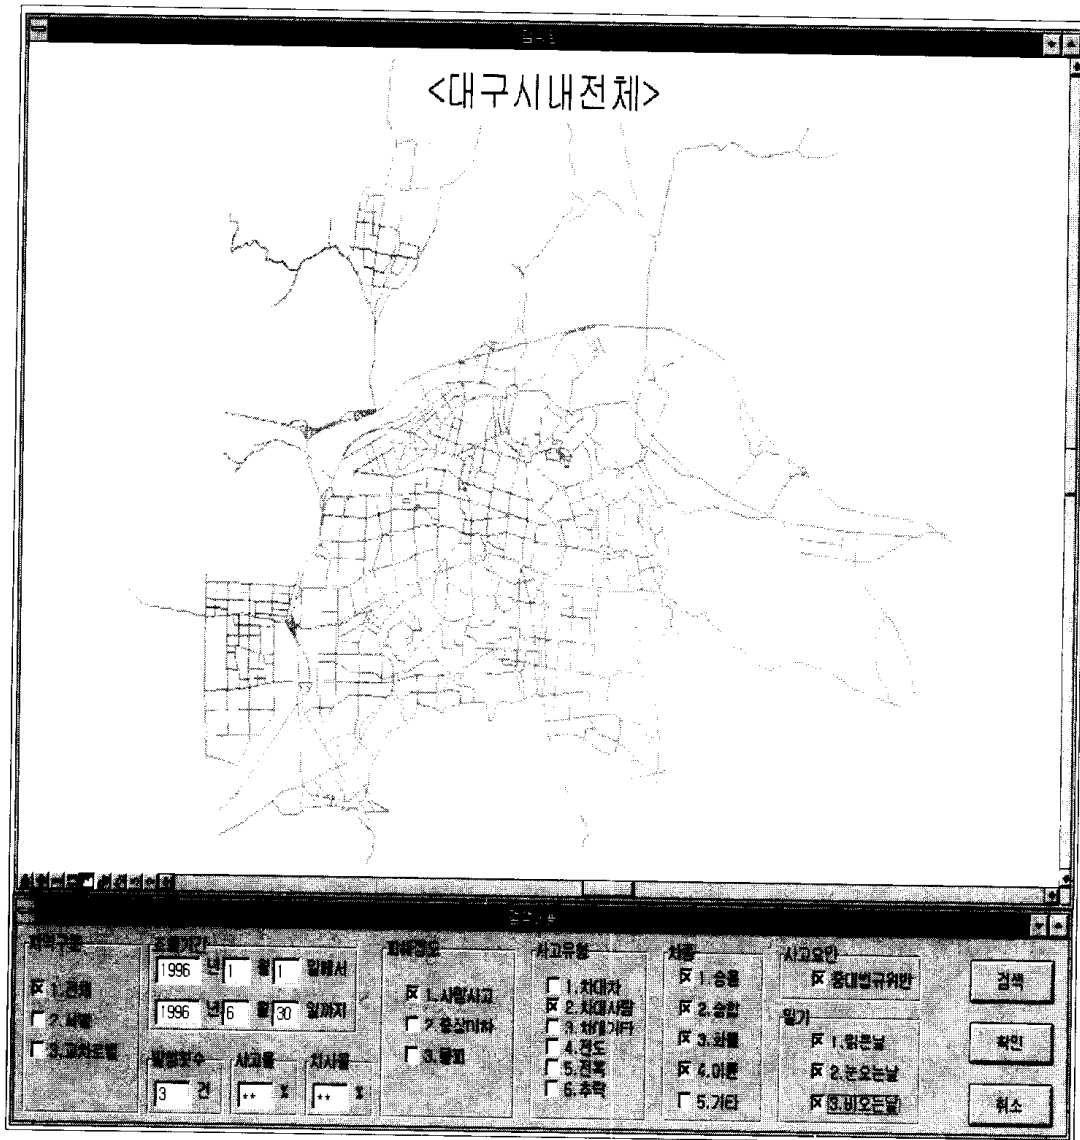 <대구시내전체>
지역구분
1.전체
2.
3.교차로별
조회기간
1996 년 1 월 1 일에서
1996 년 6 월 30 일까지
발생횟수
3 건
사고율
** %
치사율
** %
피해정도
1.사망사고
2.중상이하
3.물피
사고유형
1.차대차
2.차대사람
3.차대기타
4.전도
5.전복
6.추락
차종
1.승용
2.승합
3.화물
4.이륜
5.기타
사고요인
중대법규위반
일기
1.맑은날
2.눈오는날
3.비오는날
검색
확인
취소